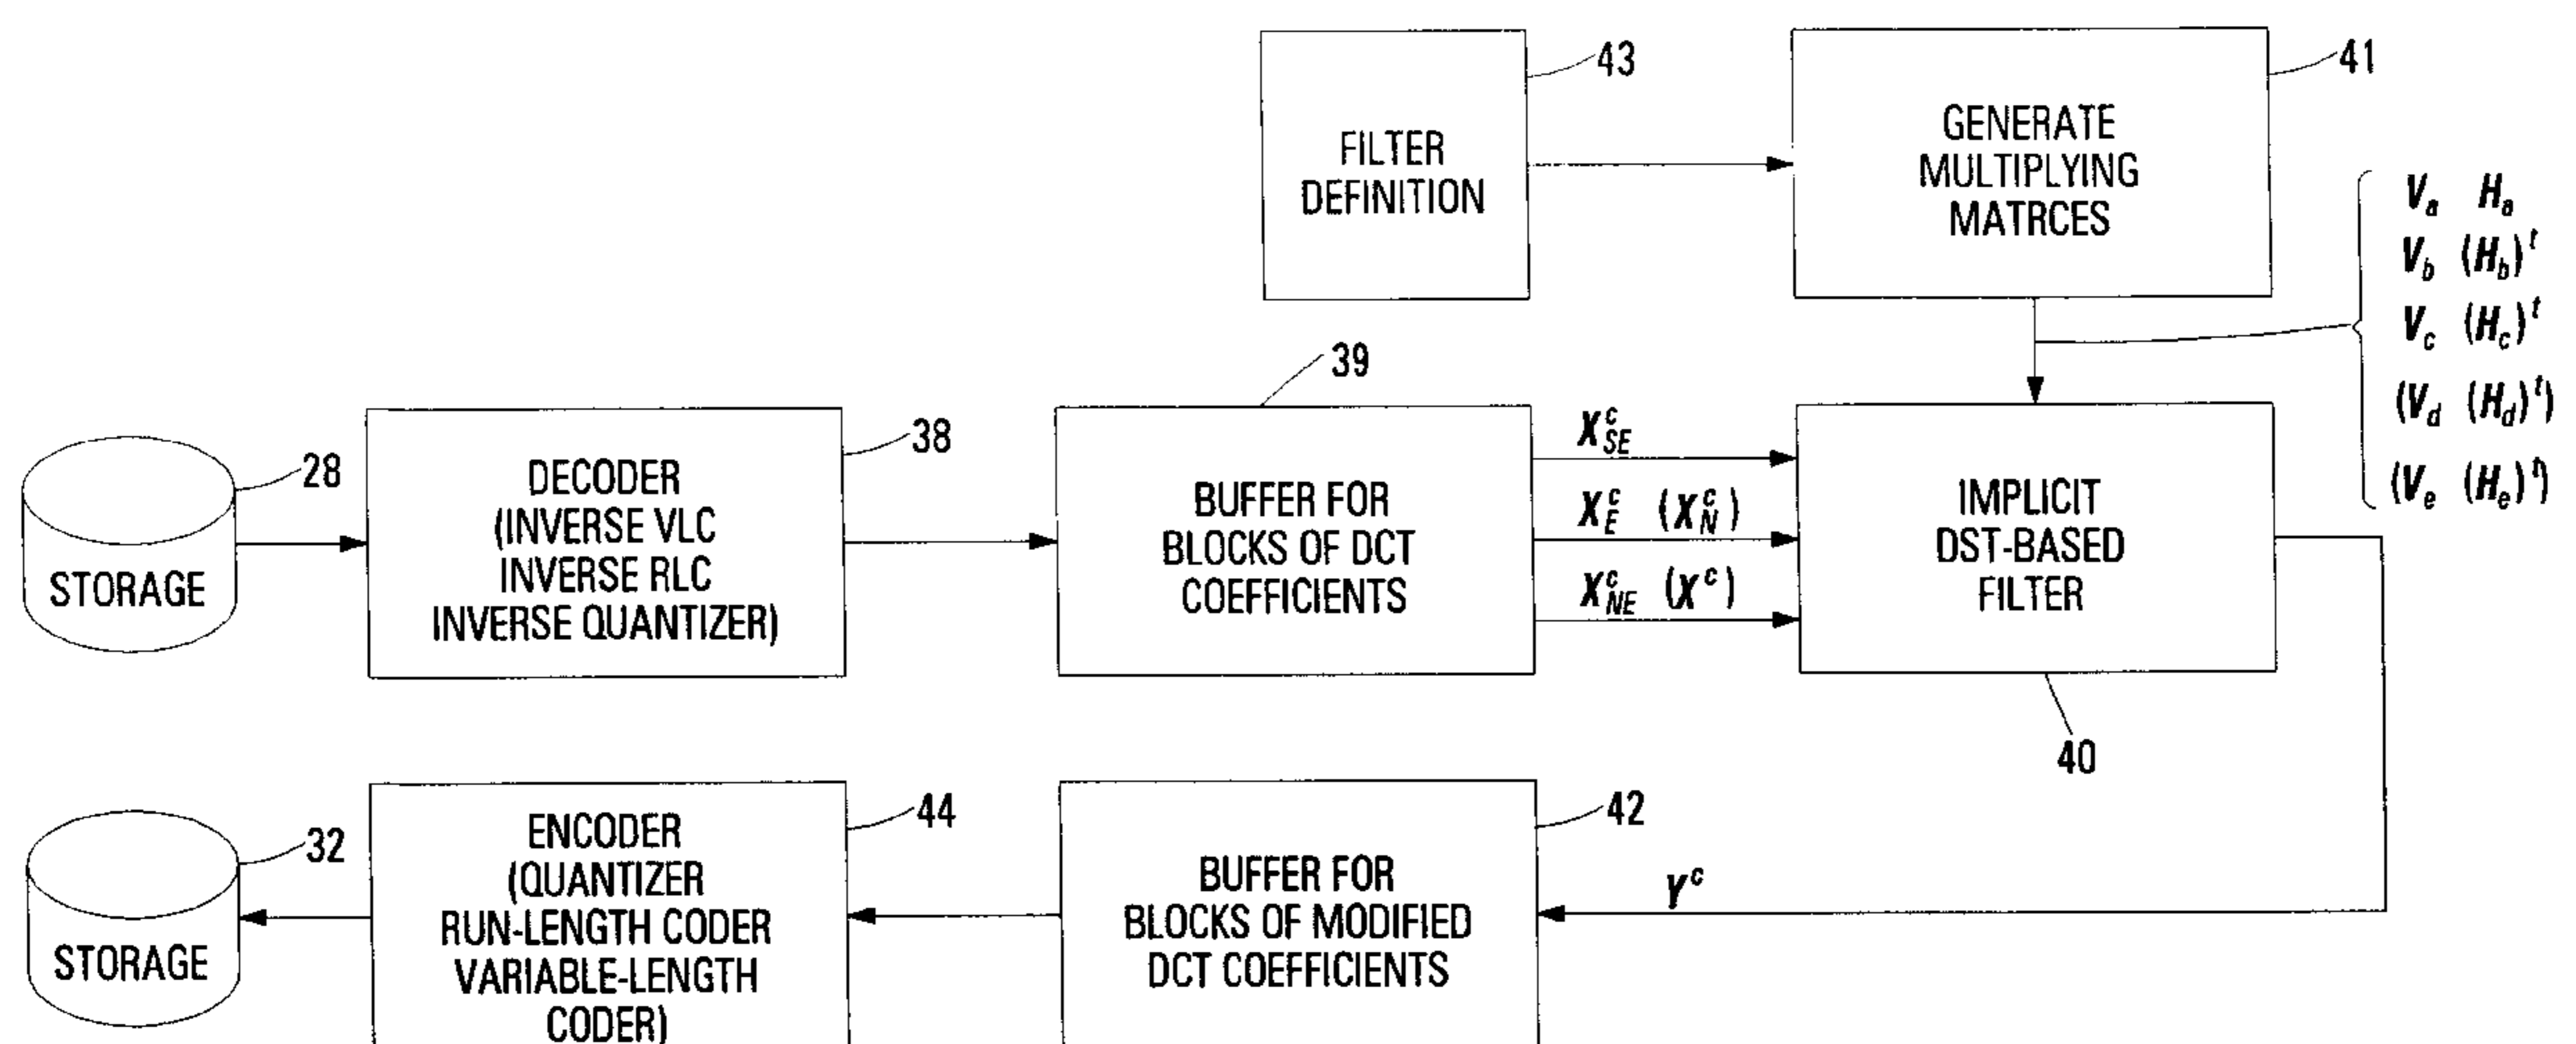 43
FILTER
DEFINITION
41
GENERATE
MULTIPLYING
MATRCES
V_a H_a
V_b (H_b)^t
V_c (H_c)^t
(V_d (H_d)^t)
(V_e (H_e)^t)
28
STORAGE
38
DECODER
(INVERSE VLC
INVERSE RLC
INVERSE QUANTIZER)
39
BUFFER FOR
BLOCKS OF DCT
COEFFICIENTS
X^c_SE
X^c_E (X^c_N)
X^c_NE (X^c)
IMPLICIT
DST-BASED
FILTER
40
32
STORAGE
44
ENCODER
(QUANTIZER
RUN-LENGTH CODER
VARIABLE-LENGTH
CODER)
42
BUFFER FOR
BLOCKS OF MODIFIED
DCT COEFFICIENTS
Y^c